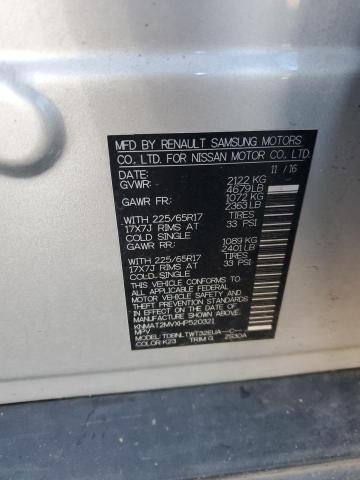 MFD BY RENAULT SAMSUNG MOTORS
CO. LTD. FOR NISSAN MOTOR CO. LTD.
DATE: 11 / 16
GVWR: 2122 KG
4679 LB
GAWR FR: 1072 KG
2363 LB
WITH 225/65R17 TIRES
17X7J RIMS AT 33 PSI
COLD SINGLE
GAWR RR: 1089 KG
2401 LB
WITH 225/65R17 TIRES
17X7J RIMS AT 33 PSI
COLD SINGLE
THIS VEHICLE CONFORMS TO
ALL APPLICABLE FEDERAL
MOTOR VEHICLE SAFETY AND
THEFT PREVENTION STANDARDS
IN EFFECT ON THE DATE OF
MANUFACTURE SHOWN ABOVE.
KNMAT2MVXHP520321
MPV
MODEL: TDBNLTWT32EUA-C--
COLOR K23 TRIM G 2530A